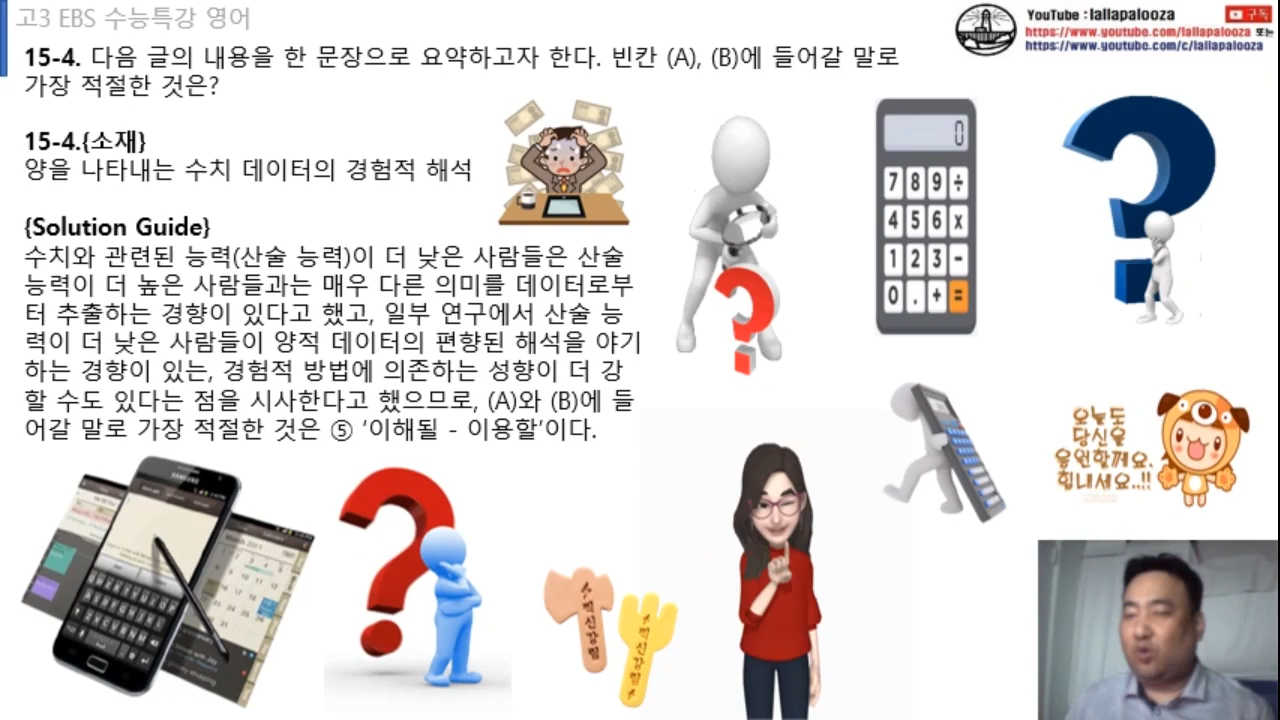 고3 EBS 수능특강 영어
YouTube : lallapalooza
구독
https://www.youtube.com/lallapalooza 또는
https://www.youtube.com/c/lallapalooza
15-4. 다음 글의 내용을 한 문장으로 요약하고자 한다. 빈칸 (A), (B)에 들어갈 말로
가장 적절한 것은?
15-4.{소재}
양을 나타내는 수치 데이터의 경험적 해석
{Solution Guide}
수치와 관련된 능력(산술 능력)이 더 낮은 사람들은 산술
능력이 더 높은 사람들과는 매우 다른 의미를 데이터로부
터 추출하는 경향이 있다고 했고, 일부 연구에서 산술 능
력이 더 낮은 사람들이 양적 데이터의 편향된 해석을 야기
하는 경향이 있는, 경험적 방법에 의존하는 성향이 더 강
할 수도 있다는 점을 시사한다고 했으므로, (A)와 (B)에 들
어갈 말로 가장 적절한 것은 ⑤ ‘이해될 - 이용할’이다.
0
7 8 9 ÷
4 5 6 x
1 2 3 -
0 . + =
오늘도
당신을
응원할께요.
힘내세요..!!
SAMSUNG